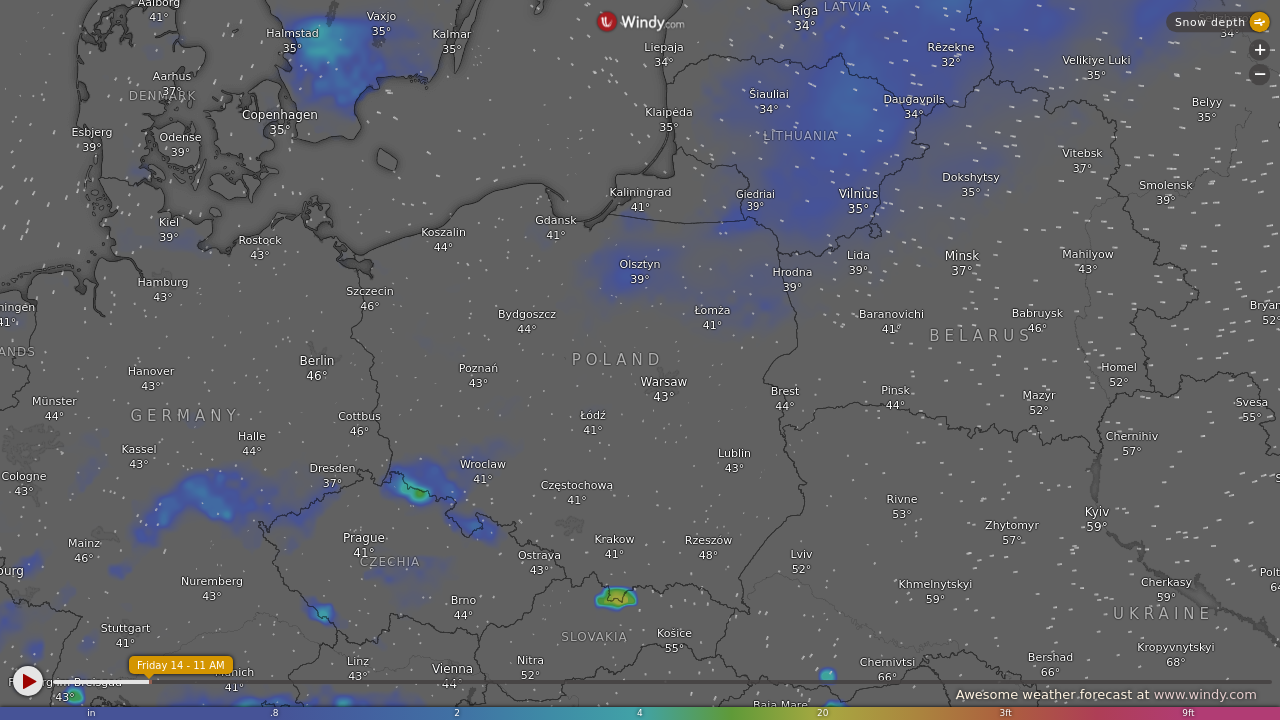 Aalborg
41°
Vaxjo
35°
Halmstad
35°
Kalmar
35°
Windy.com
Riga
34°
LATVIA
Snow depth
34°
Liepaja
34°
Rēzekne
32°
Velikiye Luki
35°
+
−
Aarhus
37°
DENMARK
Šiauliai
34°
Daugavpils
34°
Belyy
35°
Copenhagen
35°
Klaipėda
35°
Esbjerg
39°
Odense
39°
LITHUANIA
Vitebsk
37°
Dokshytsy
35°
Smolensk
39°
Kaliningrad
41°
Giedriai
39°
Vilnius
35°
Kiel
39°
Gdansk
41°
Koszalin
44°
Rostock
43°
Lida
39°
Minsk
37°
Mahilyow
43°
Olsztyn
39°
Hrodna
39°
Hamburg
43°
Szczecin
46°
ningen
41°
Bydgoszcz
44°
Łomża
41°
Baranovichi
41°
Babruysk
46°
Bryan
52°
BELARUS
ANDS
Berlin
46°
POLAND
Hanover
43°
Poznań
43°
Warsaw
43°
Homel
52°
Brest
44°
Pinsk
44°
Mazyr
52°
Münster
44°
GERMANY
Cottbus
46°
Łódź
41°
Svesa
55°
Halle
44°
Chernihiv
57°
Kassel
43°
Lublin
43°
Dresden
37°
Wroclaw
41°
Cologne
43°
Częstochowa
41°
Rivne
53°
Kyiv
59°
Zhytomyr
57°
Prague
41°
Krakow
41°
Rzeszow
48°
Mainz
46°
Ostrava
43°
Lviv
52°
CZECHIA
burg
Nuremberg
43°
Khmelnytskyi
59°
Cherkasy
59°
Polt
64
Brno
44°
UKRAINE
Stuttgart
41°
SLOVAKIA
Košice
55°
Kropyvnytskyi
68°
Friday 14 - 11 AM
Linz
43°
Nitra
52°
Vienna
44
Chernivtsi
66°
Bershad
66°
43°
41°
Awesome weather forecast at www.windy.com
Baia Mare
in .8 2 4 20 3ft 9ft